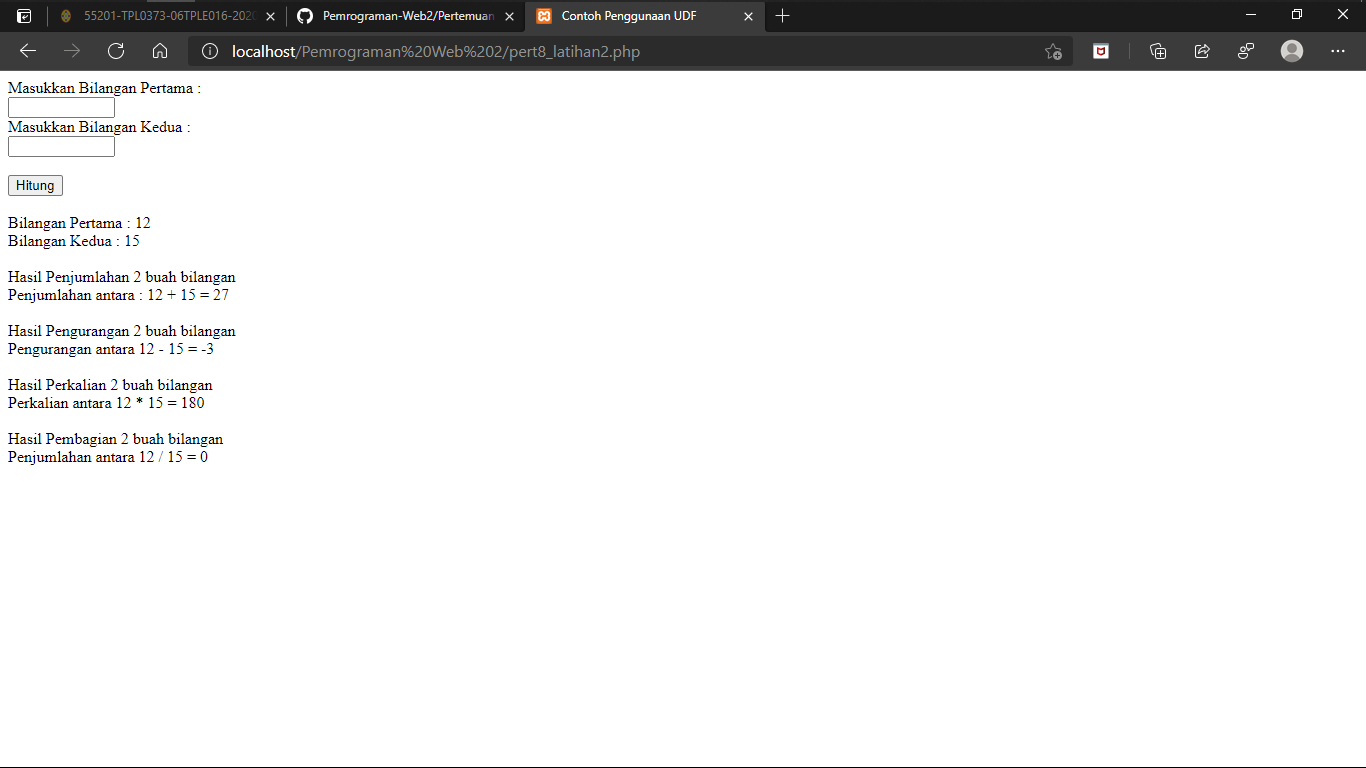 55201-TPL0373-06TPLE016-202
Pemrograman-Web2/Pertemuan
Contoh Penggunaan UDF
localhost/Pemrograman%20Web%202/pert8_latihan2.php
Masukkan Bilangan Pertama :
Masukkan Bilangan Kedua :
Hitung
Bilangan Pertama : 12
Bilangan Kedua : 15
Hasil Penjumlahan 2 buah bilangan
Penjumlahan antara : 12 + 15 = 27
Hasil Pengurangan 2 buah bilangan
Pengurangan antara 12 - 15 = -3
Hasil Perkalian 2 buah bilangan
Perkalian antara 12 * 15 = 180
Hasil Pembagian 2 buah bilangan
Penjumlahan antara 12 / 15 = 0